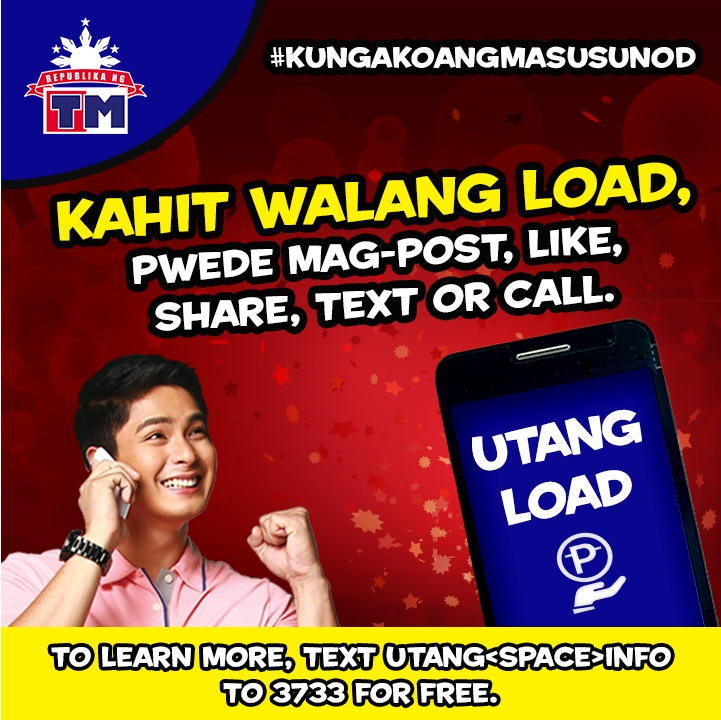 REPUBLIKA NG
TM
#KUNGAKOANGMASUSUNOD
KAHIT WALANG LOAD,
PWEDE MAG-POST, LIKE,
SHARE, TEXT OR CALL.
UTANG
LOAD
P
TO LEARN MORE, TEXT UTANG<SPACE>INFO
TO 3733 FOR FREE.